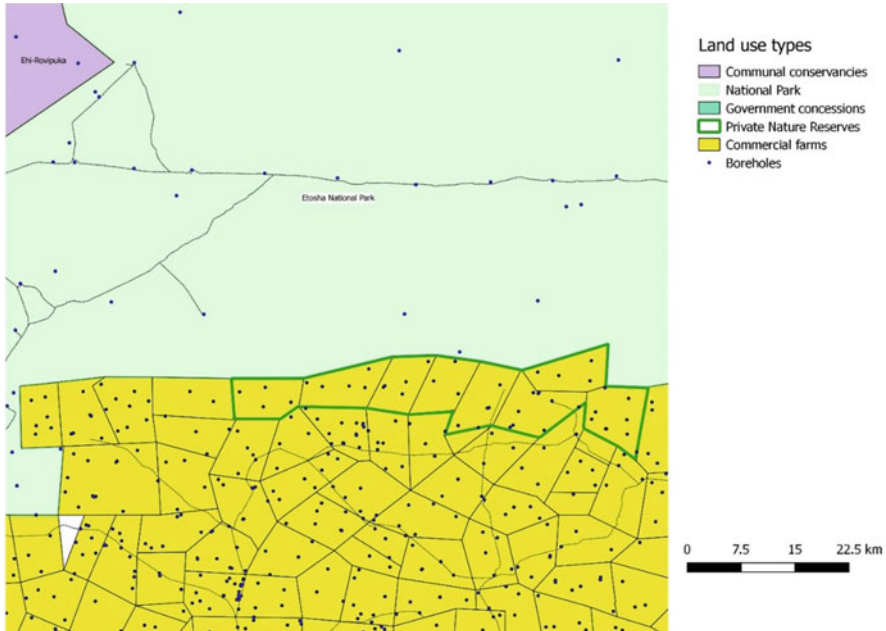 Ehi-Rovipuka
Etosha National Park
Land use types
Communal conservancies
National Park
Government concessions
Private Nature Reserves
Commercial farms
Boreholes
0 7.5 15 22.5 km